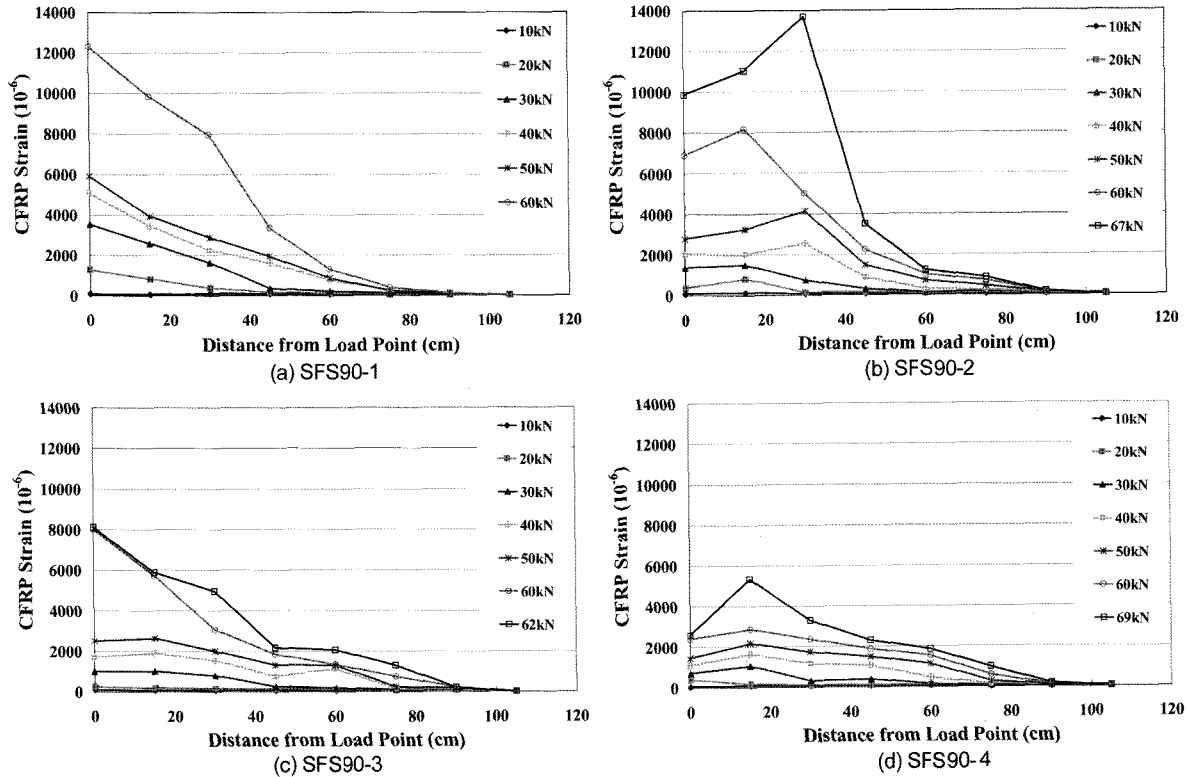 14000
12000
10000
8000
6000
4000
2000
0
CFRP Strain (10⁻⁶)
0 20 40 60 80 100 120
Distance from Load Point (cm)
10kN
20kN
30kN
40kN
50kN
60kN
(a) SFS90-1
14000
12000
10000
8000
6000
4000
2000
0
CFRP Strain (10⁻⁶)
0 20 40 60 80 100 120
Distance from Load Point (cm)
10kN
20kN
30kN
40kN
50kN
60kN
67kN
(b) SFS90-2
14000
12000
10000
8000
6000
4000
2000
0
CFRP Strain (10⁻⁶)
0 20 40 60 80 100 120
Distance from Load Point (cm)
10kN
20kN
30kN
40kN
50kN
60kN
62kN
(c) SFS90-3
14000
12000
10000
8000
6000
4000
2000
0
CFRP Strain (10⁻⁶)
0 20 40 60 80 100 120
Distance from Load Point (cm)
10kN
20kN
30kN
40kN
50kN
60kN
69kN
(d) SFS90-4